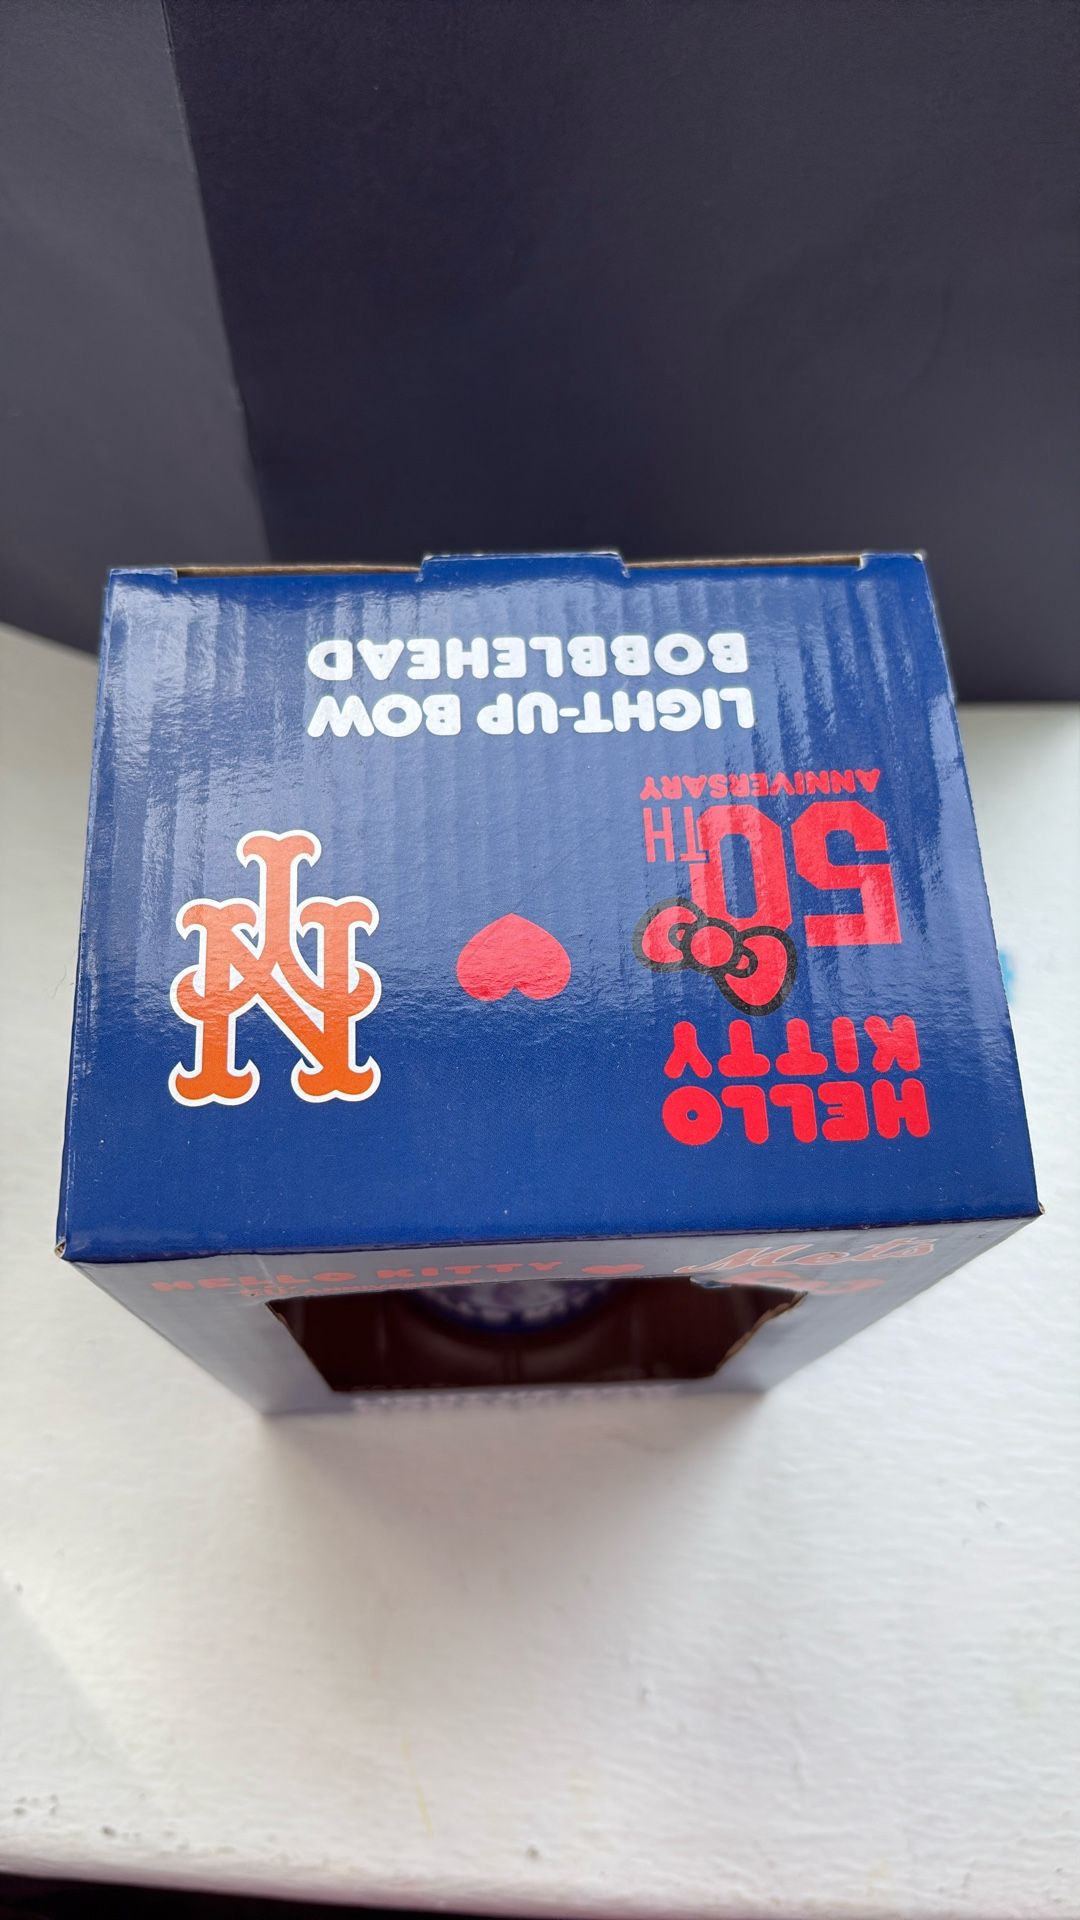 HELLO
KITTY
50TH
ANNIVERSARY
NY
LIGHT-UP BOW
BOBBLEHEAD
HELLO KITTY
Mets